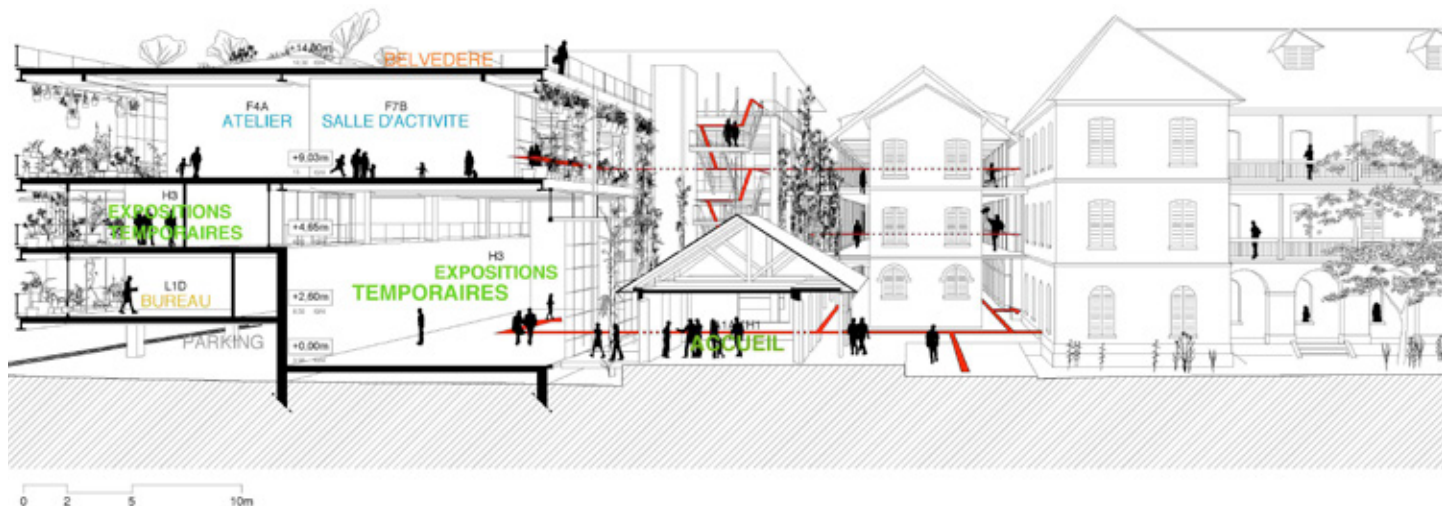 +14,00m
BELVEDERE
F4A
ATELIER
F7B
SALLE D'ACTIVITE
+9,03m
H3
EXPOSITIONS
TEMPORAIRES
+4,65m
H3
EXPOSITIONS
TEMPORAIRES
L1D
BUREAU
+2,60m
PARKING
+0,00m
H1
ACCUEIL
0 2 5 10m